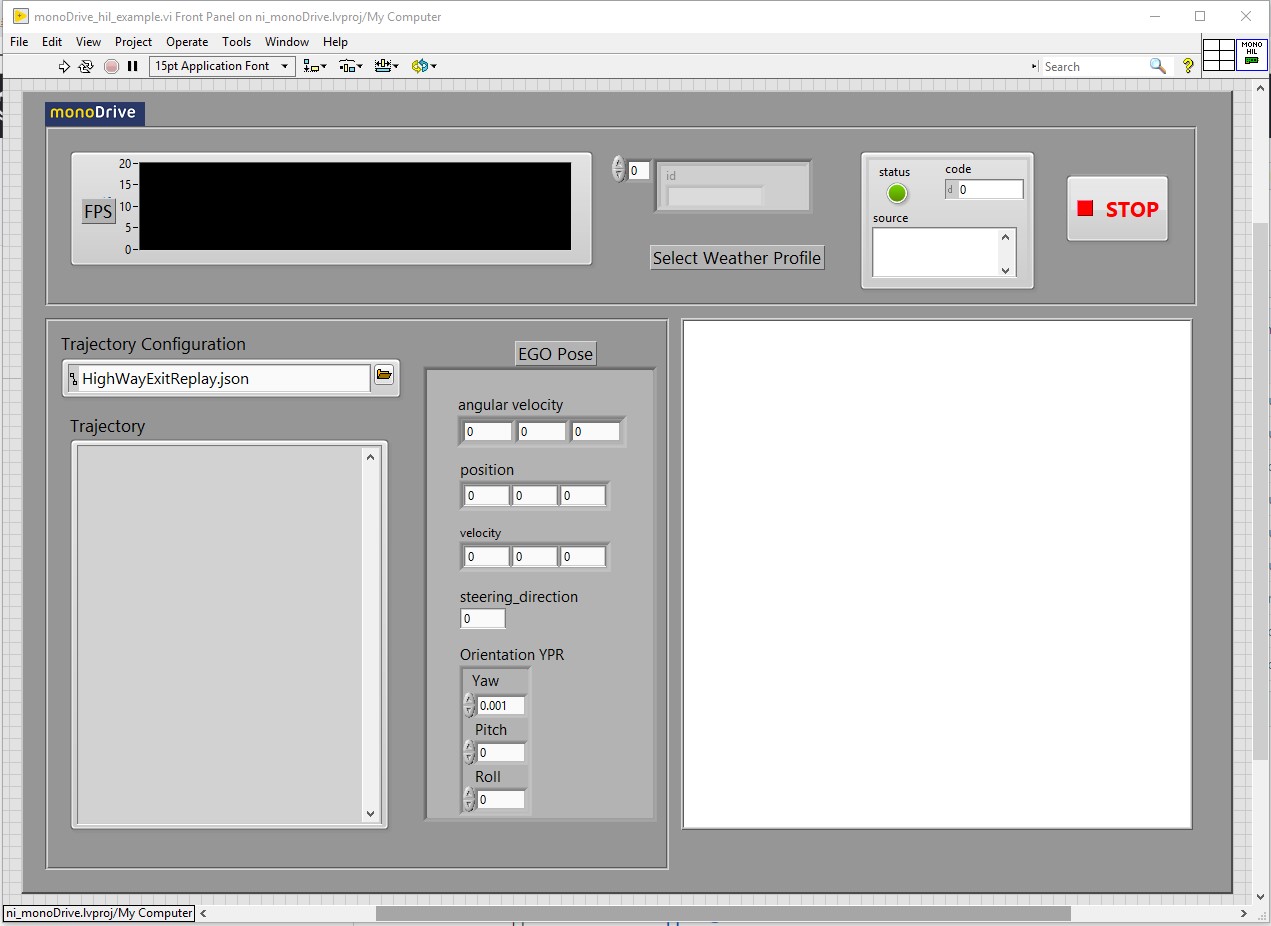 monoDrive_hil_example.vi Front Panel on ni_monoDrive.lvproj/My Computer
File Edit View Project Operate Tools Window Help
15pt Application Font
Search
?
MONO
HIL
monoDrive
20
15
10
5
0
FPS
0
id
Select Weather Profile
status
code
d 0
source
STOP
Trajectory Configuration
HighWayExitReplay.json
Trajectory
EGO Pose
angular velocity
0 0 0
position
0 0 0
velocity
0 0 0
steering_direction
0
Orientation YPR
Yaw
0.001
Pitch
0
Roll
0
ni_monoDrive.lvproj/My Computer